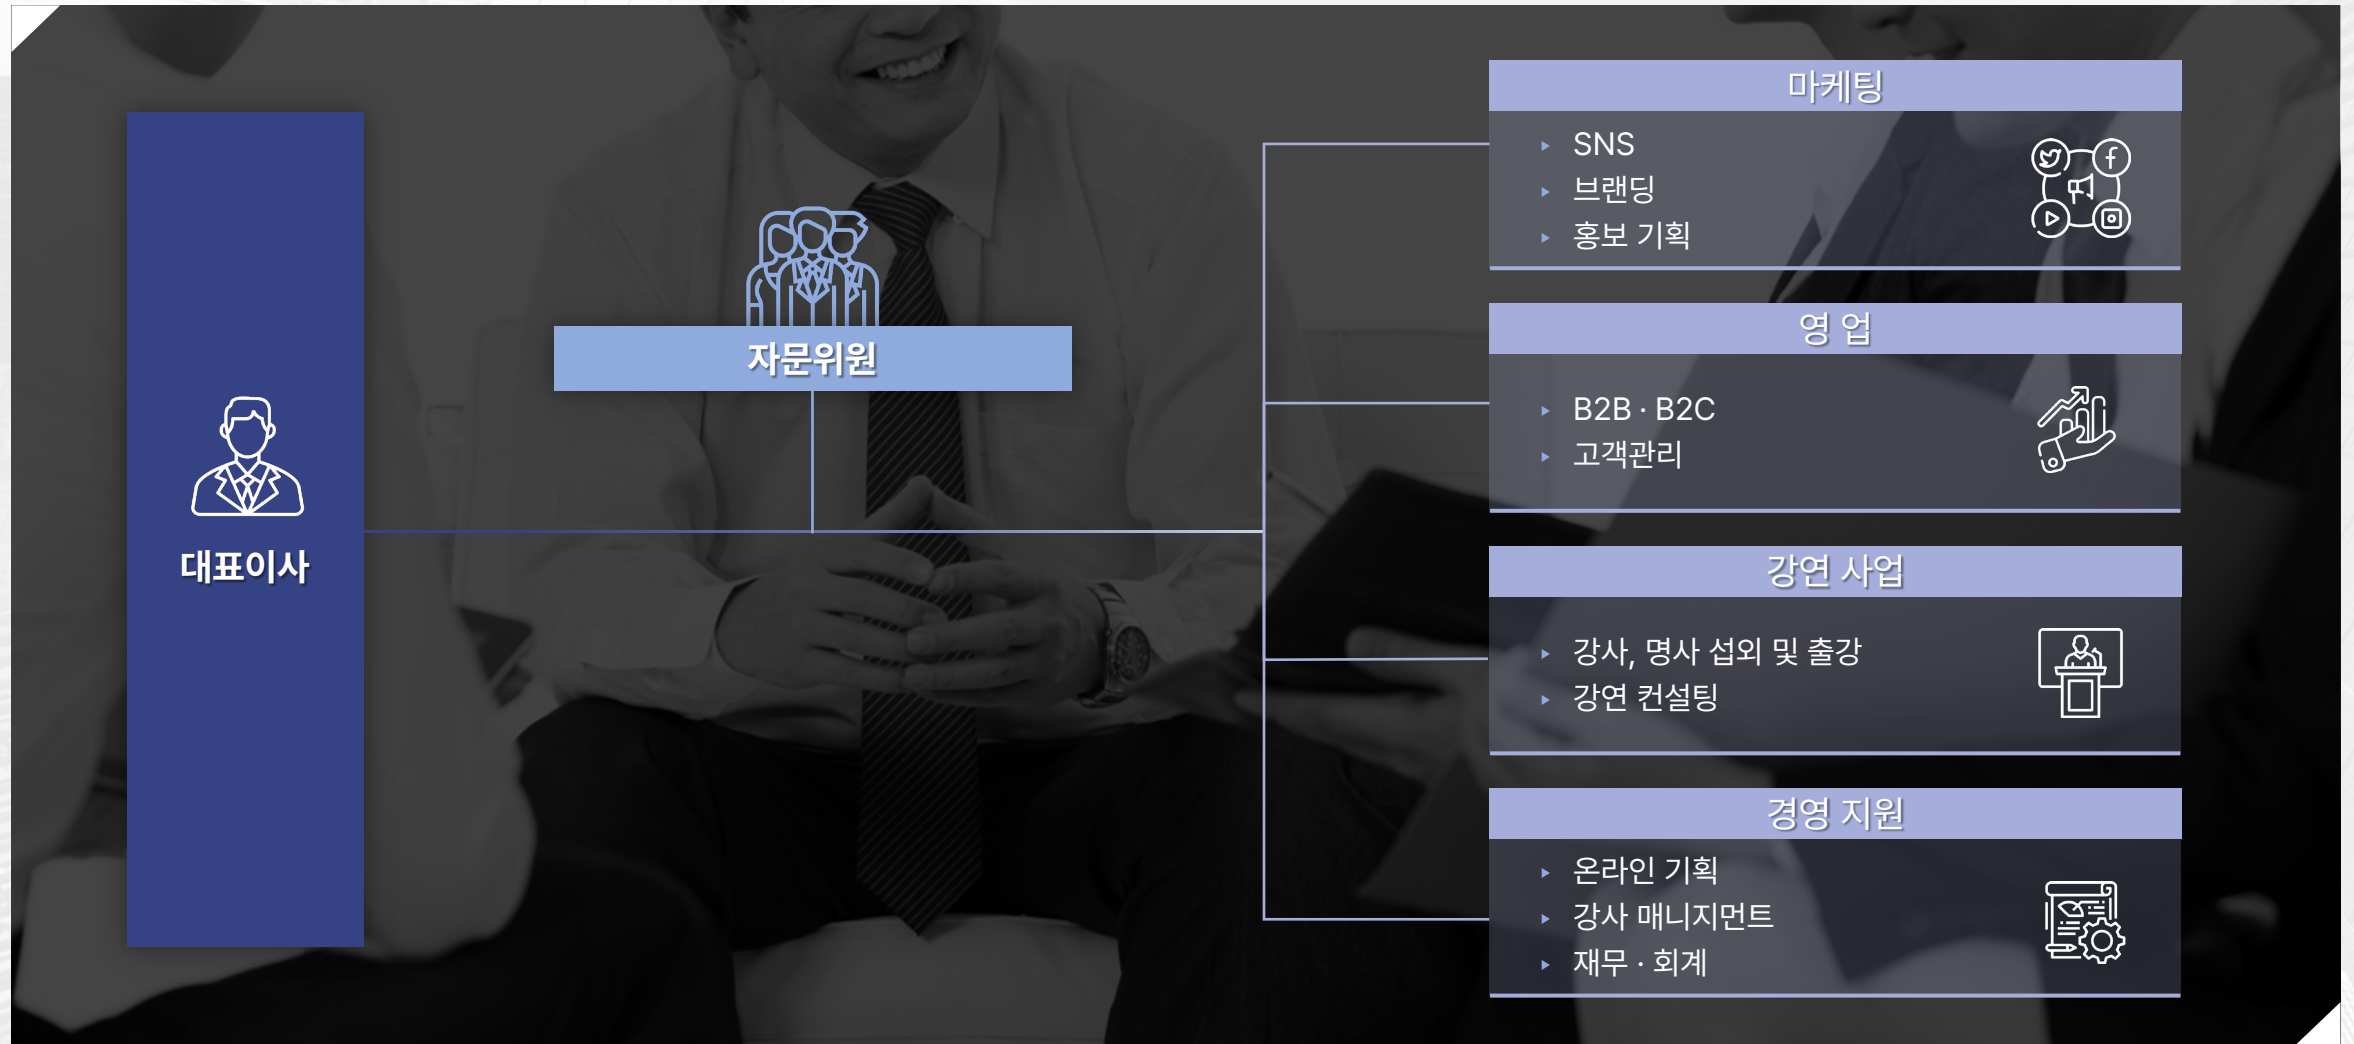 대표이사
자문위원
마케팅
SNS
브랜딩
홍보 기획
영 업
B2B · B2C
고객관리
강연 사업
강사, 명사 섭외 및 출강
강연 컨설팅
경영 지원
온라인 기획
강사 매니지먼트
재무 · 회계